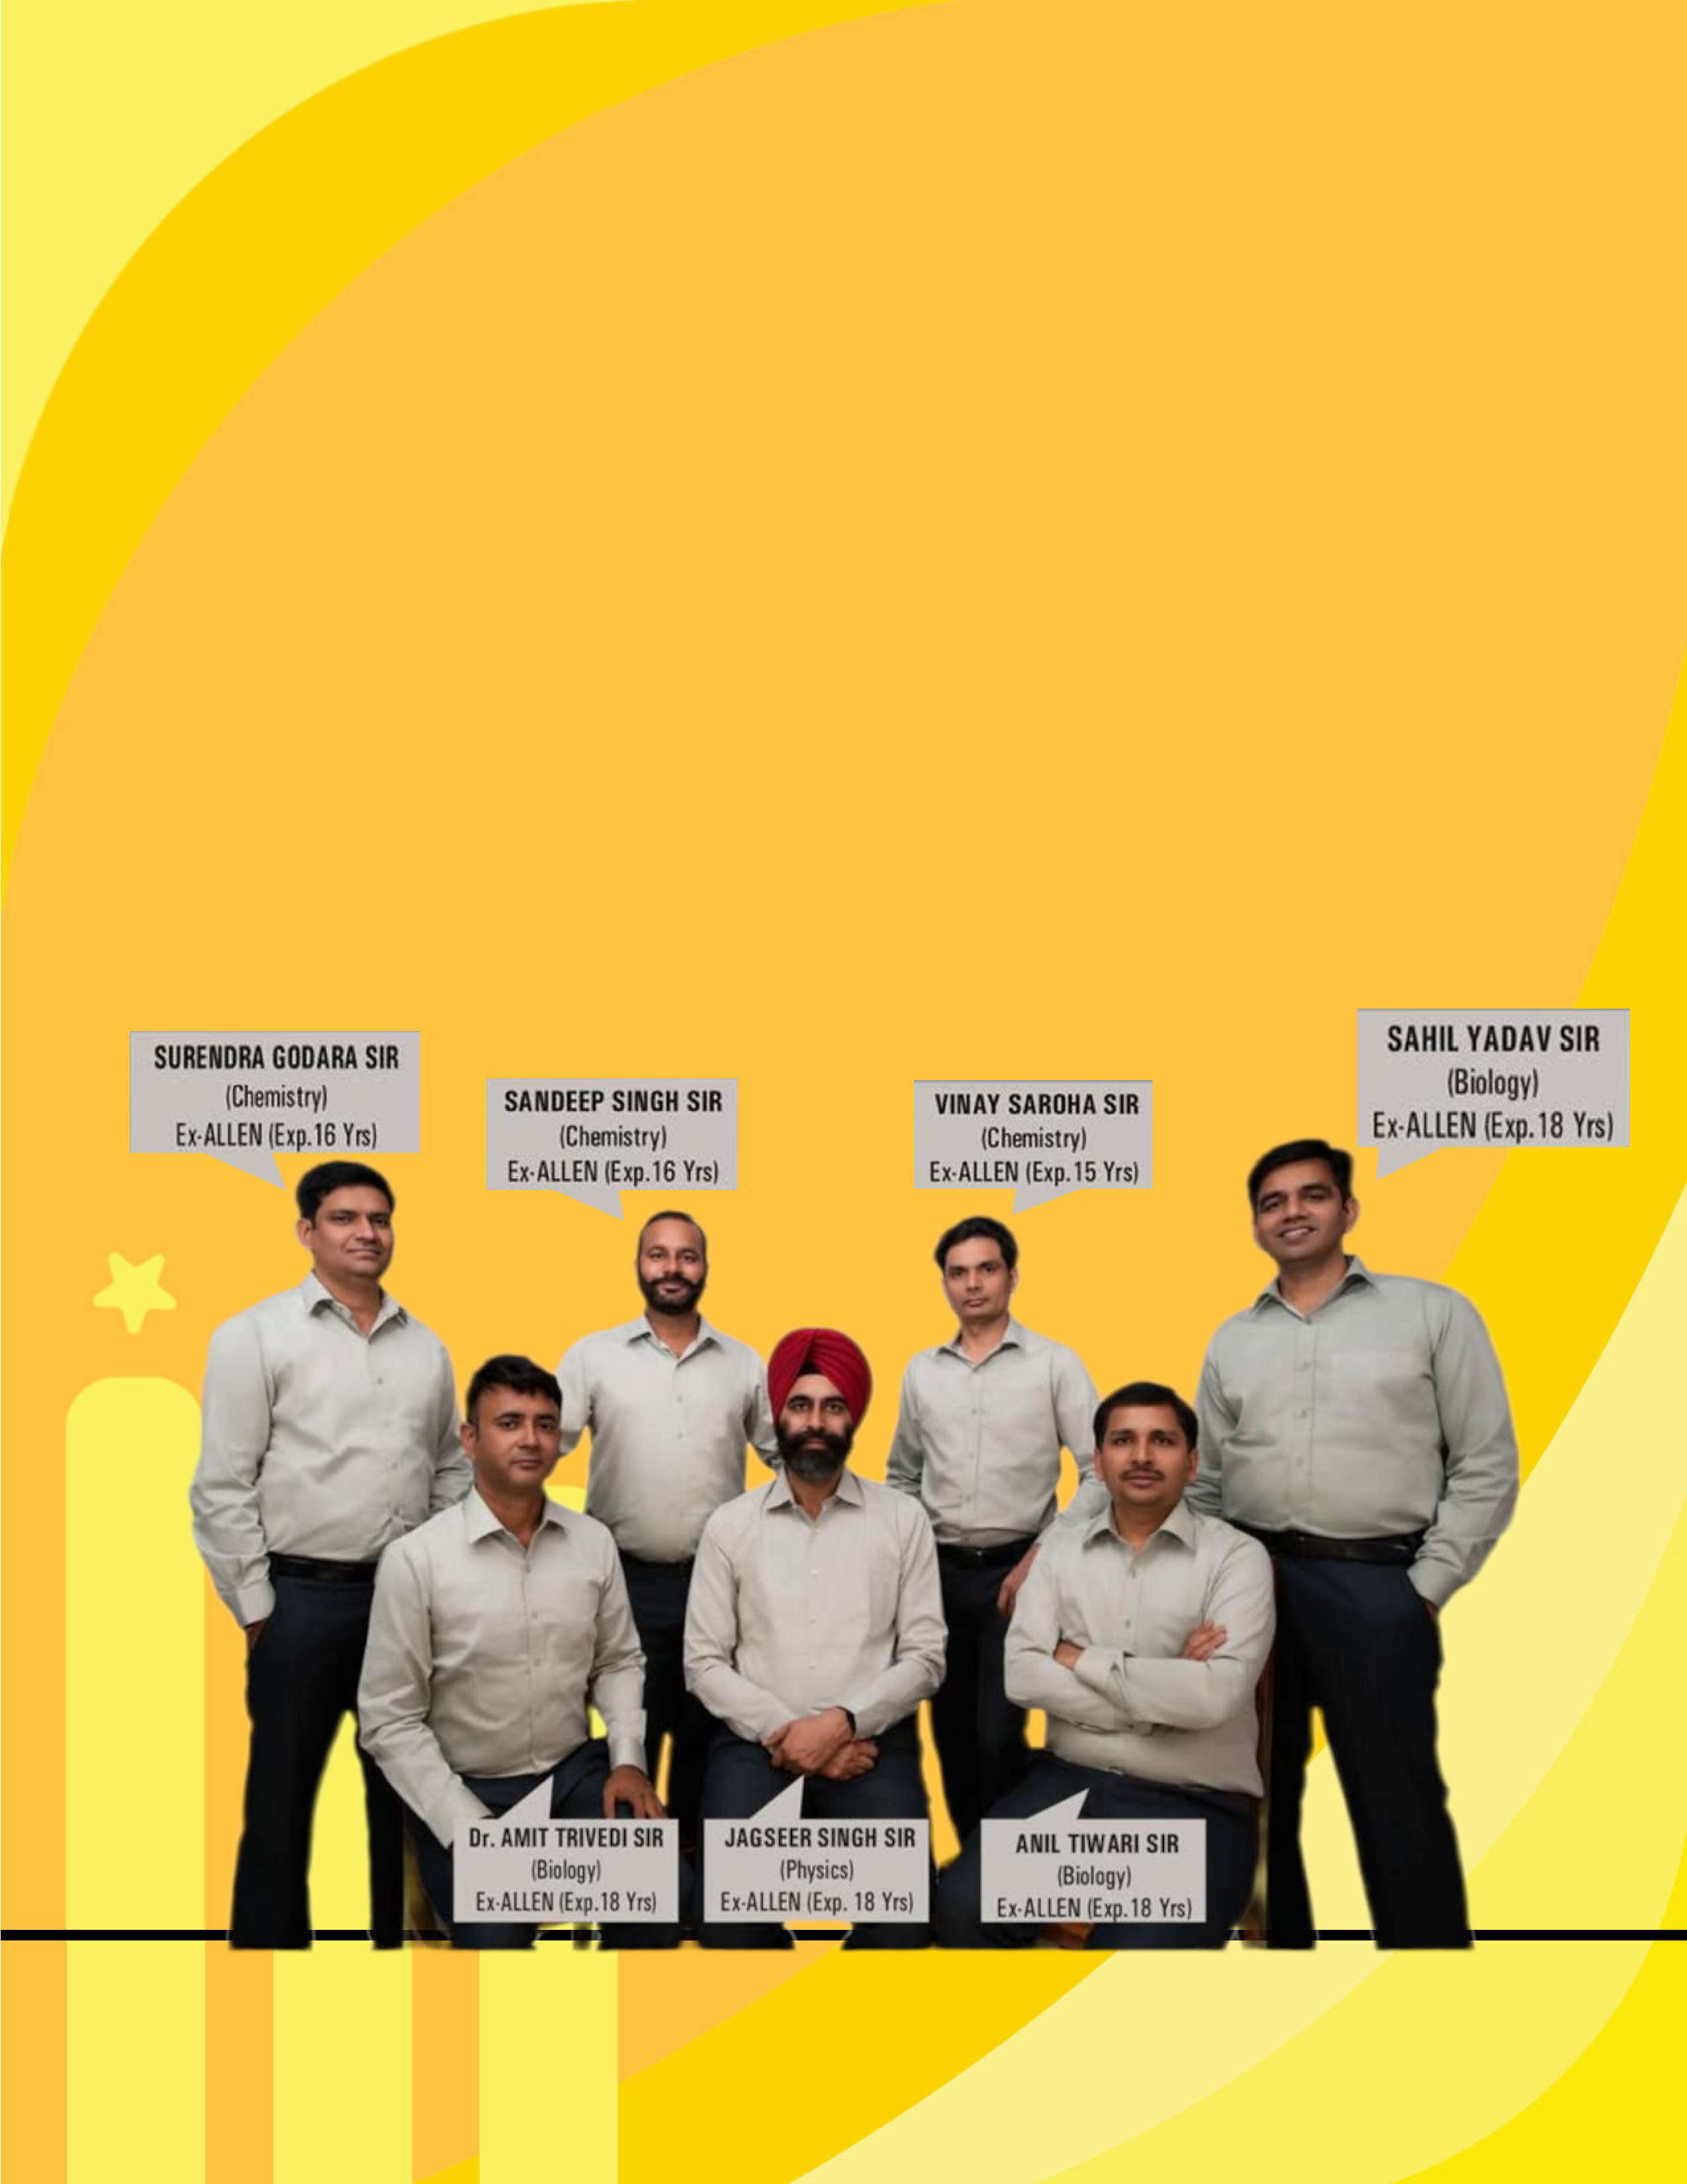 SURENDRA GODARA SIR
(Chemistry)
Ex-ALLEN (Exp.16 Yrs)
SANDEEP SINGH SIR
(Chemistry)
Ex-ALLEN (Exp.16 Yrs)
VINAY SAROHA SIR
(Chemistry)
Ex-ALLEN (Exp.15 Yrs)
SAHIL YADAV SIR
(Biology)
Ex-ALLEN (Exp.18 Yrs)
Dr. AMIT TRIVEDI SIR
(Biology)
Ex-ALLEN (Exp.18 Yrs)
JAGSEER SINGH SIR
(Physics)
Ex-ALLEN (Exp. 18 Yrs)
ANIL TIWARI SIR
(Biology)
Ex-ALLEN (Exp.18 Yrs)